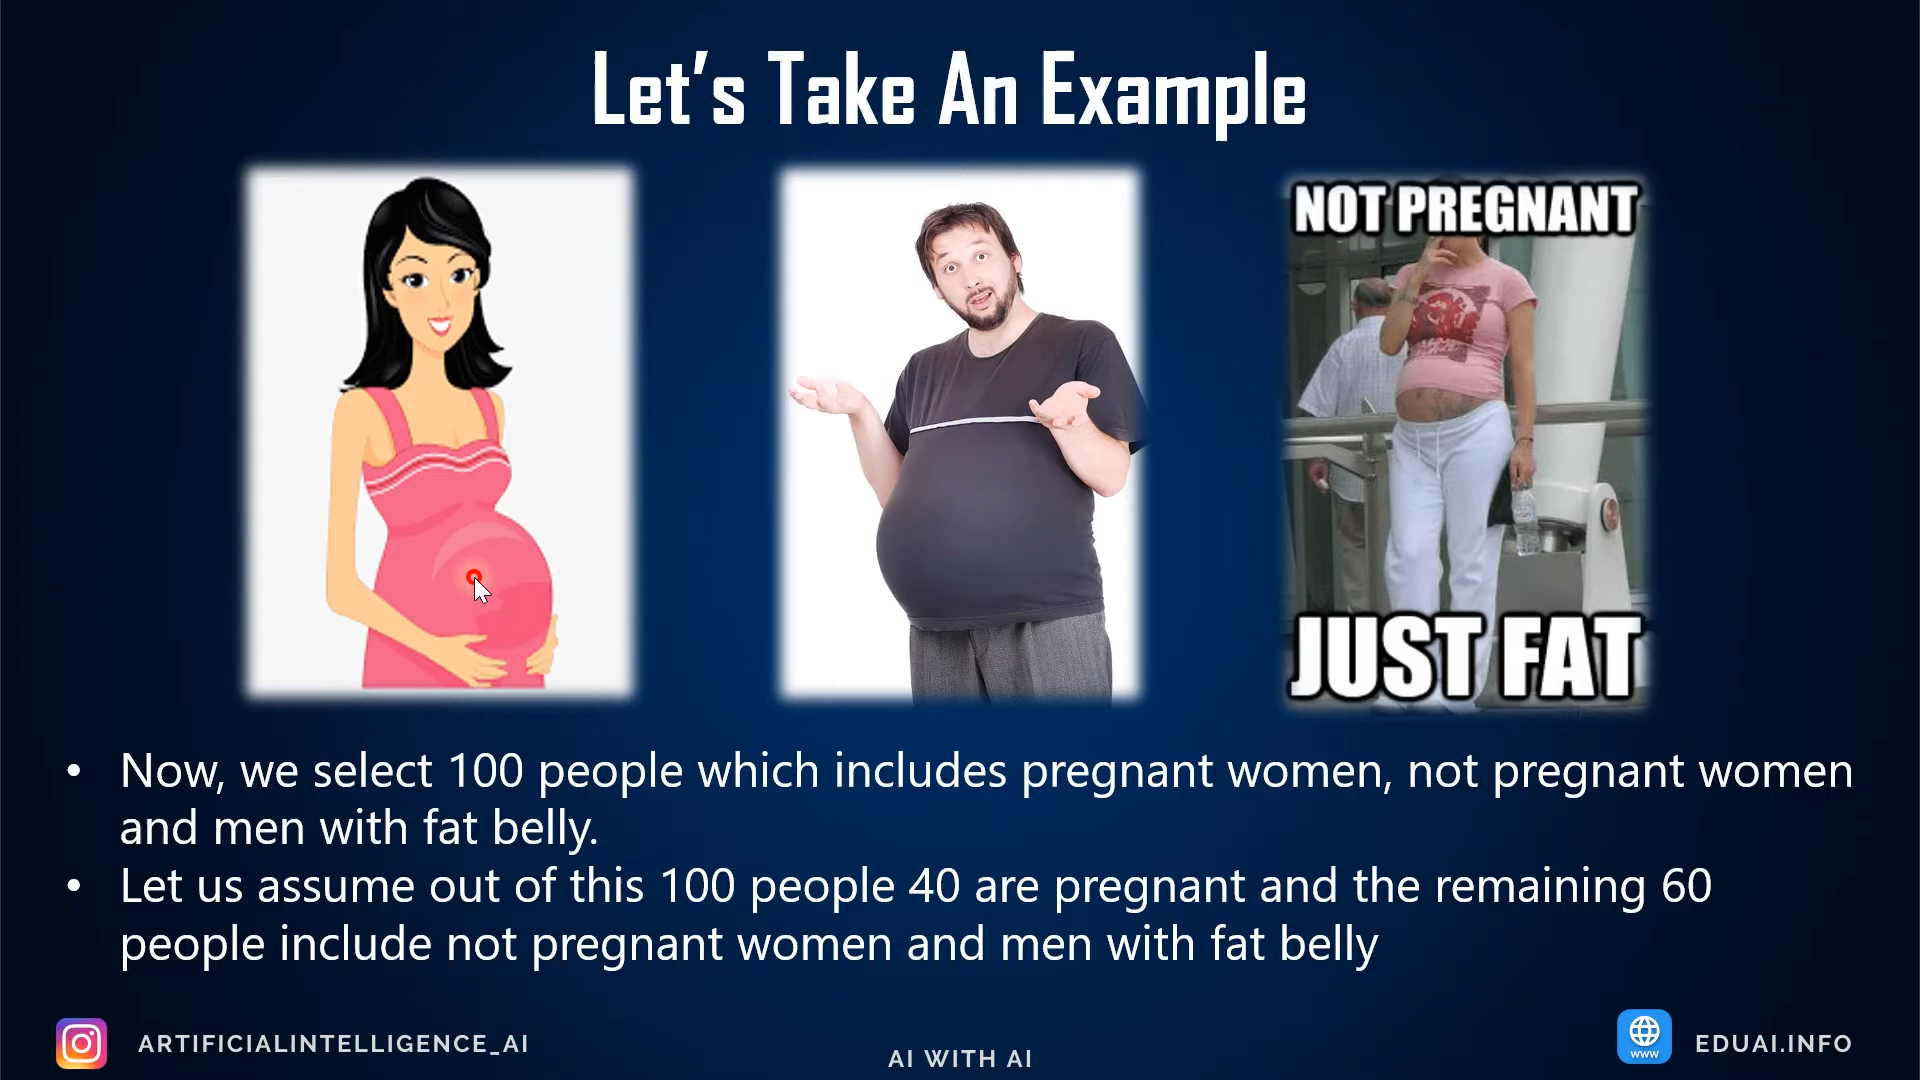 Let's Take An Example
NOT PREGNANT
JUST FAT
• Now, we select 100 people which includes pregnant women, not pregnant women
and men with fat belly.
• Let us assume out of this 100 people 40 are pregnant and the remaining 60
people include not pregnant women and men with fat belly
ARTIFICIALINTELLIGENCE_AI
AI WITH AI
www
EDUAI.INFO